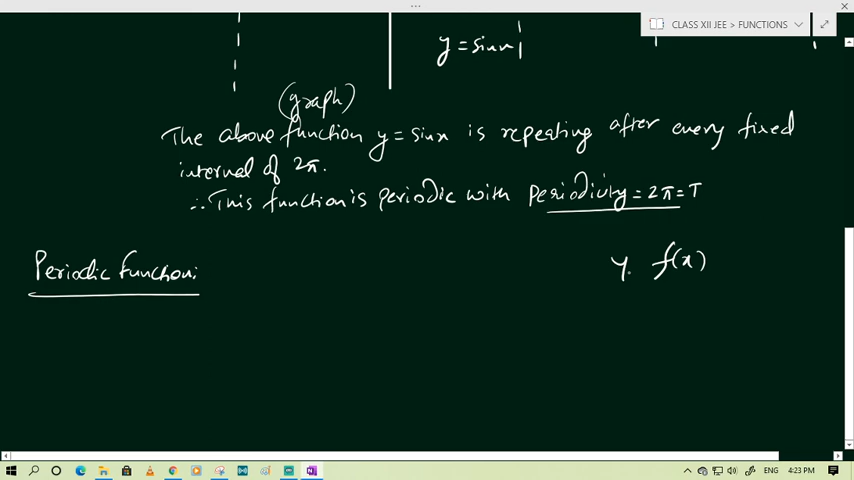 CLASS XII JEE > FUNCTIONS
y = sinx
(graph)
The above function y = sinx is repeating after every fixed
interval of 2π.
∴ This function is periodic with Periodicity = 2π = T
Periodic function:
y. f(x)
ENG 4:23 PM